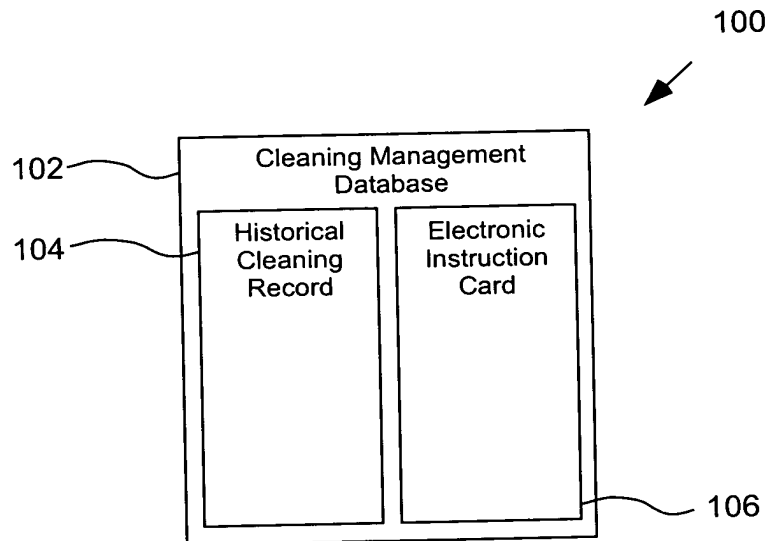 100
102
Cleaning Management
Database
104
Historical
Cleaning
Record
Electronic
Instruction
Card
106